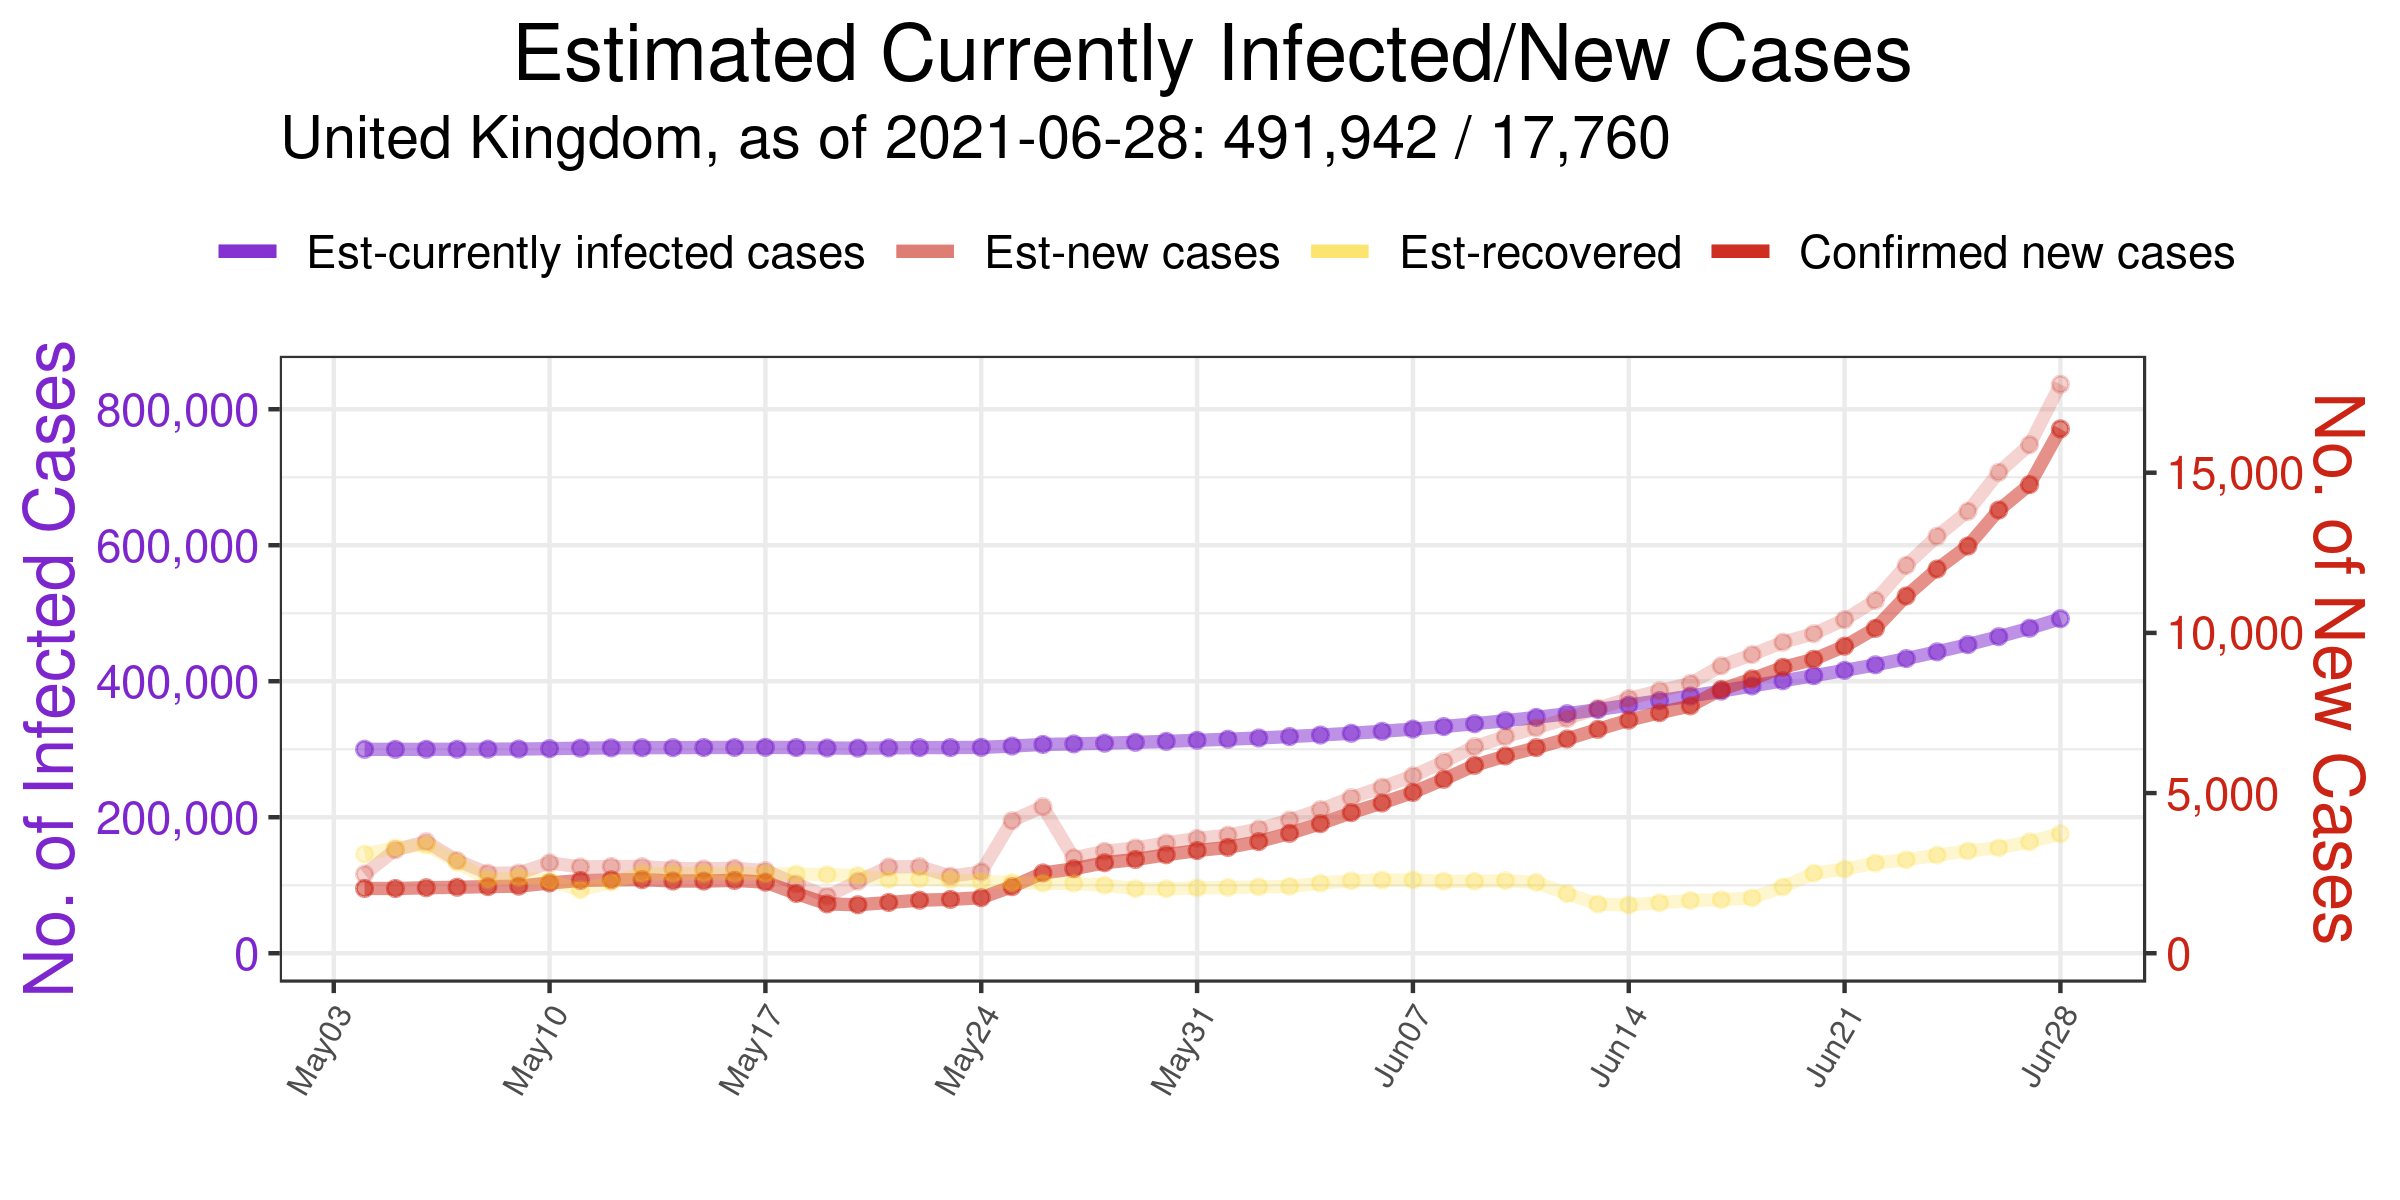 Estimated Currently Infected/New Cases
United Kingdom, as of 2021-06-28: 491,942 / 17,760
Est-currently infected cases Est-new cases Est-recovered Confirmed new cases
No. of Infected Cases
800,000
600,000
400,000
200,000
0
15,000
10,000
5,000
0
No. of New Cases
May03 May10 May17 May24 May31 Jun07 Jun14 Jun21 Jun28